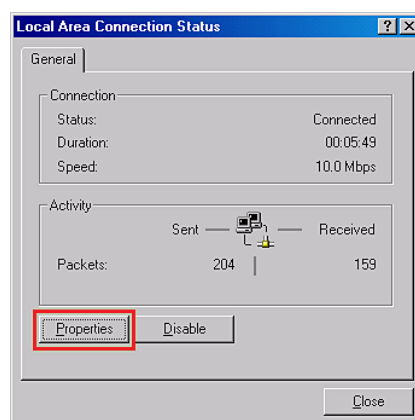 Local Area Connection Status
General
Connection
Status: Connected
Duration: 00:05:49
Speed: 10.0 Mbps
Activity
Sent Received
Packets: 204 159
Properties Disable
Close